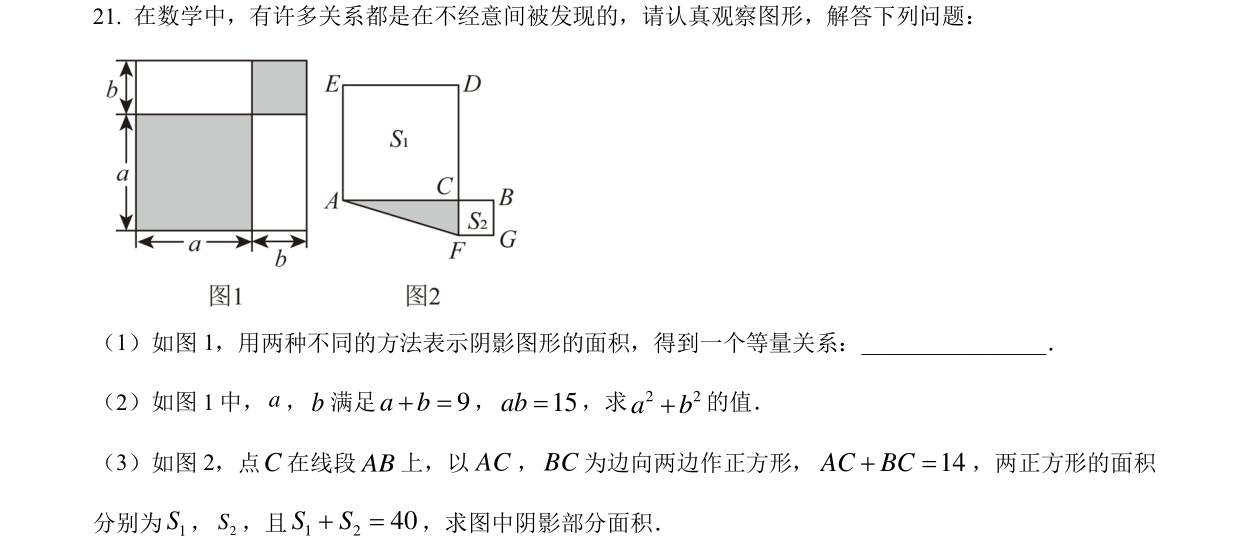 21. 在数学中，有许多关系都是在不经意间被发现的，请认真观察图形，解答下列问题：
b
a
a
b
图1
E
D
S₁
A
C
B
S₂
F
G
图2
（1）如图 1，用两种不同的方法表示阴影图形的面积，得到一个等量关系：________________．
（2）如图 1 中，a，b 满足 a+b=9，ab=15，求 a²+b² 的值．
（3）如图 2，点 C 在线段 AB 上，以 AC，BC 为边向两边作正方形，AC+BC=14，两正方形的面积
分别为 S₁，S₂，且 S₁+S₂=40，求图中阴影部分面积．